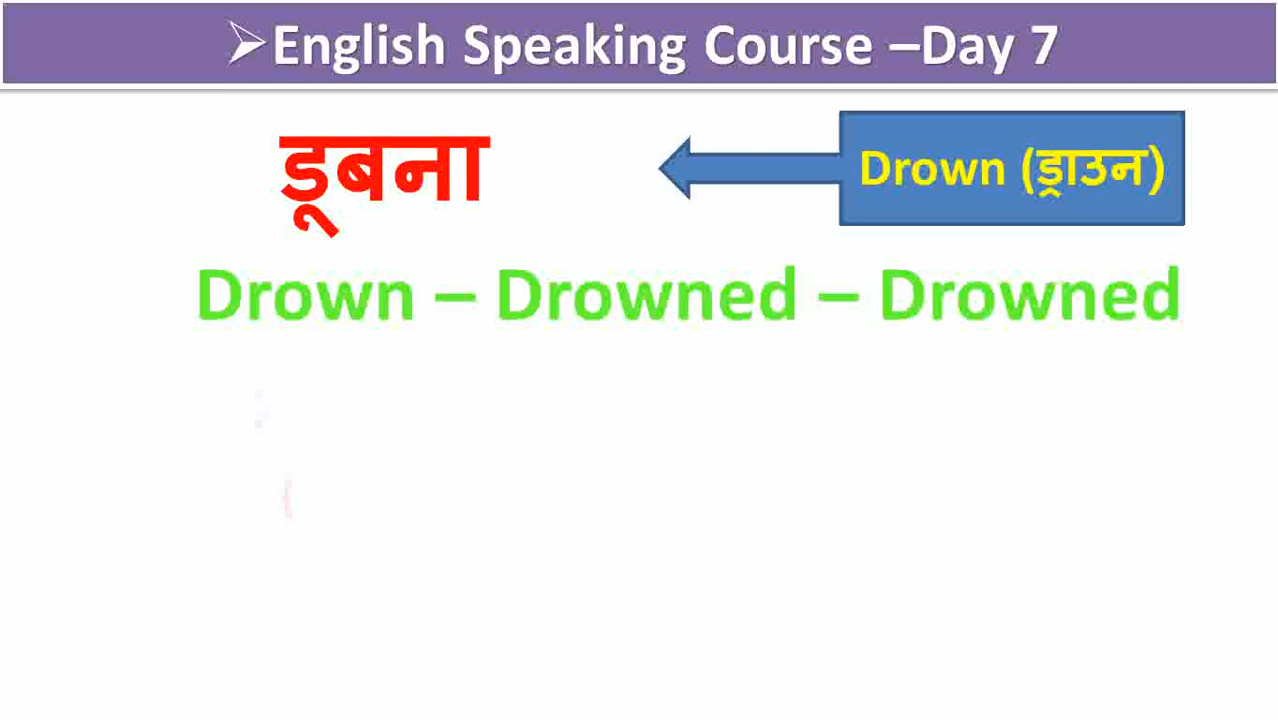 ➢English Speaking Course –Day 7
डूबना
Drown (ड्राउन)
Drown – Drowned – Drowned